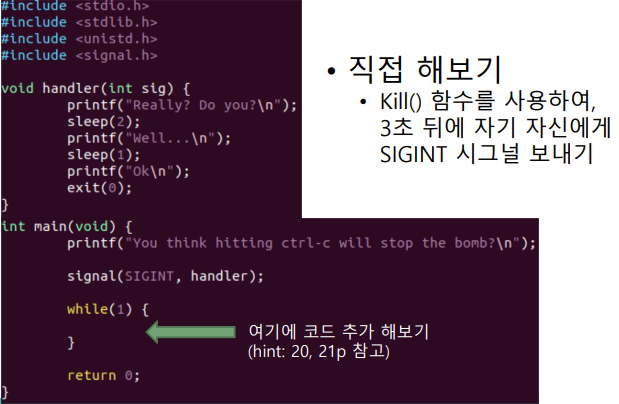 #include <stdio.h>
#include <stdlib.h>
#include <unistd.h>
#include <signal.h>
void handler(int sig) {
printf("Really? Do you?\n");
sleep(2);
printf("Well...\n");
sleep(1);
printf("Ok\n");
exit(0);
}
int main(void) {
printf("You think hitting ctrl-c will stop the bomb?\n");
signal(SIGINT, handler);
while(1) {
}
return 0;
}
여기에 코드 추가 해보기
(hint: 20, 21p 참고)
• 직접 해보기
• Kill() 함수를 사용하여,
3초 뒤에 자기 자신에게
SIGINT 시그널 보내기